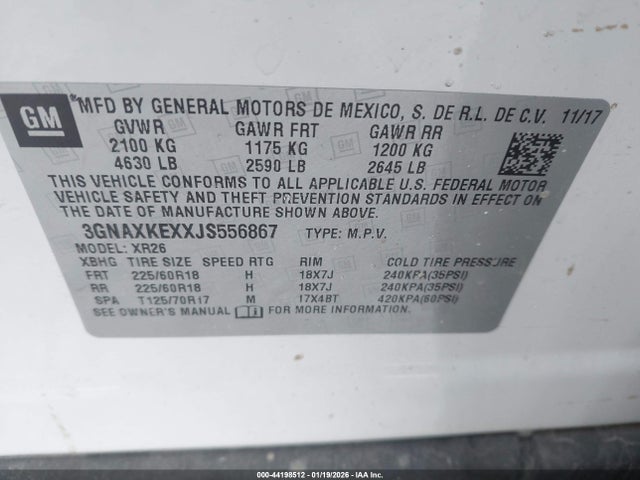 GM
*MFD BY GENERAL MOTORS DE MEXICO, S. DE R.L. DE C.V. 11/17
GVWR GAWR FRT GAWR RR
2100 KG 1175 KG 1200 KG
4630 LB 2590 LB 2645 LB
THIS VEHICLE CONFORMS TO ALL APPLICABLE U.S. FEDERAL MOTOR
VEHICLE SAFETY AND THEFT PREVENTION STANDARDS IN EFFECT ON
THE DATE OF MANUFACTURE SHOWN ABOVE.
3GNAXKEXXJS556867 TYPE: M.P.V.
MODEL: XR26
XBHG TIRE SIZE SPEED RTG RIM COLD TIRE PRESSURE
FRT 225/60R18 H 18X7J 240KPA(35PSI)
RR 225/60R18 H 18X7J 240KPA(35PSI)
SPA T125/70R17 M 17X4BT 420KPA(60PSI)
SEE OWNER'S MANUAL FOR MORE INFORMATION.
000-44198512 - 01/19/2026 - IAA Inc.